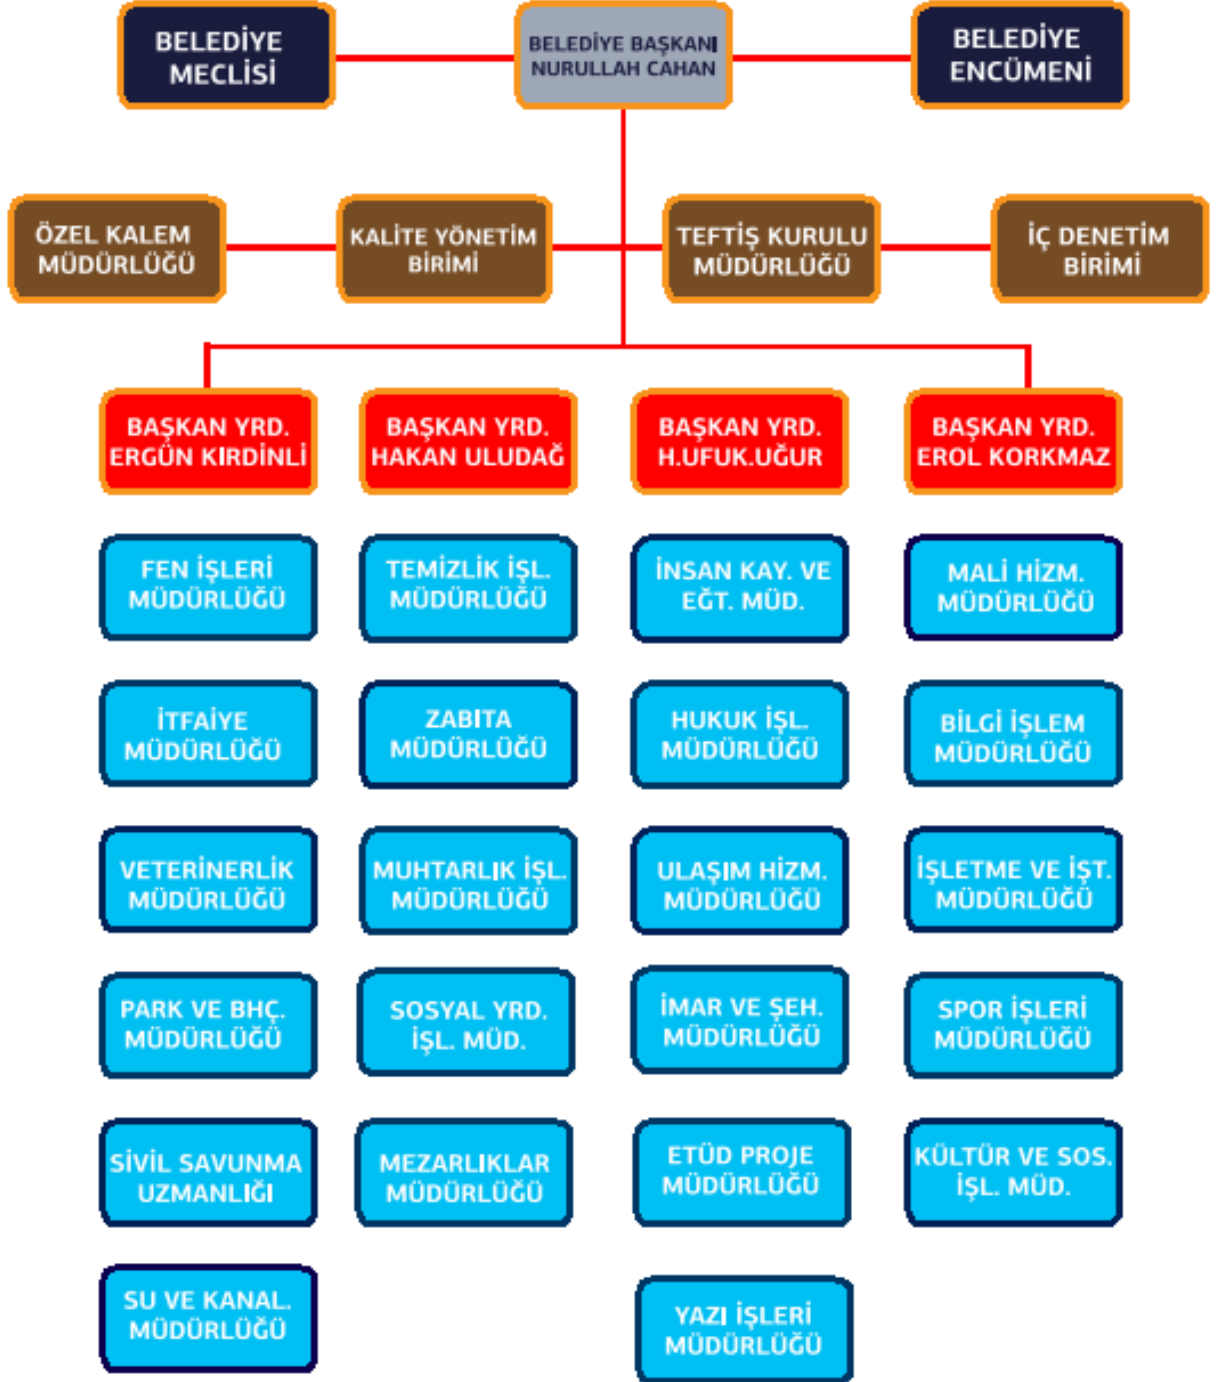 BELEDİYE
MECLİSİ
BELEDİYE BAŞKANI
NURULLAH CAHAN
BELEDİYE
ENCÜMENİ
ÖZEL KALEM
MÜDÜRLÜĞÜ
KALİTE YÖNETİM
BİRİMİ
TEFTİŞ KURULU
MÜDÜRLÜĞÜ
İÇ DENETİM
BİRİMİ
BAŞKAN YRD.
ERGÜN KIRDİNLİ
BAŞKAN YRD.
HAKAN ULUDAĞ
BAŞKAN YRD.
H.UFUK.UĞUR
BAŞKAN YRD.
EROL KORKMAZ
FEN İŞLERİ
MÜDÜRLÜĞÜ
TEMİZLİK İŞL.
MÜDÜRLÜĞÜ
İNSAN KAY. VE
EĞT. MÜD.
MALİ HİZM.
MÜDÜRLÜĞÜ
İTFAİYE
MÜDÜRLÜĞÜ
ZABITA
MÜDÜRLÜĞÜ
HUKUK İŞL.
MÜDÜRLÜĞÜ
BİLGİ İŞLEM
MÜDÜRLÜĞÜ
VETERİNERLİK
MÜDÜRLÜĞÜ
MUHTARLIK İŞL.
MÜDÜRLÜĞÜ
ULAŞIM HİZM.
MÜDÜRLÜĞÜ
İŞLETME VE İŞT.
MÜDÜRLÜĞÜ
PARK VE BHÇ.
MÜDÜRLÜĞÜ
SOSYAL YRD.
İŞL. MÜD.
İMAR VE ŞEH.
MÜDÜRLÜĞÜ
SPOR İŞLERİ
MÜDÜRLÜĞÜ
SİVİL SAVUNMA
UZMANLIĞI
MEZARLIKLAR
MÜDÜRLÜĞÜ
ETÜD PROJE
MÜDÜRLÜĞÜ
KÜLTÜR VE SOS.
İŞL. MÜD.
SU VE KANAL.
MÜDÜRLÜĞÜ
YAZI İŞLERİ
MÜDÜRLÜĞÜ